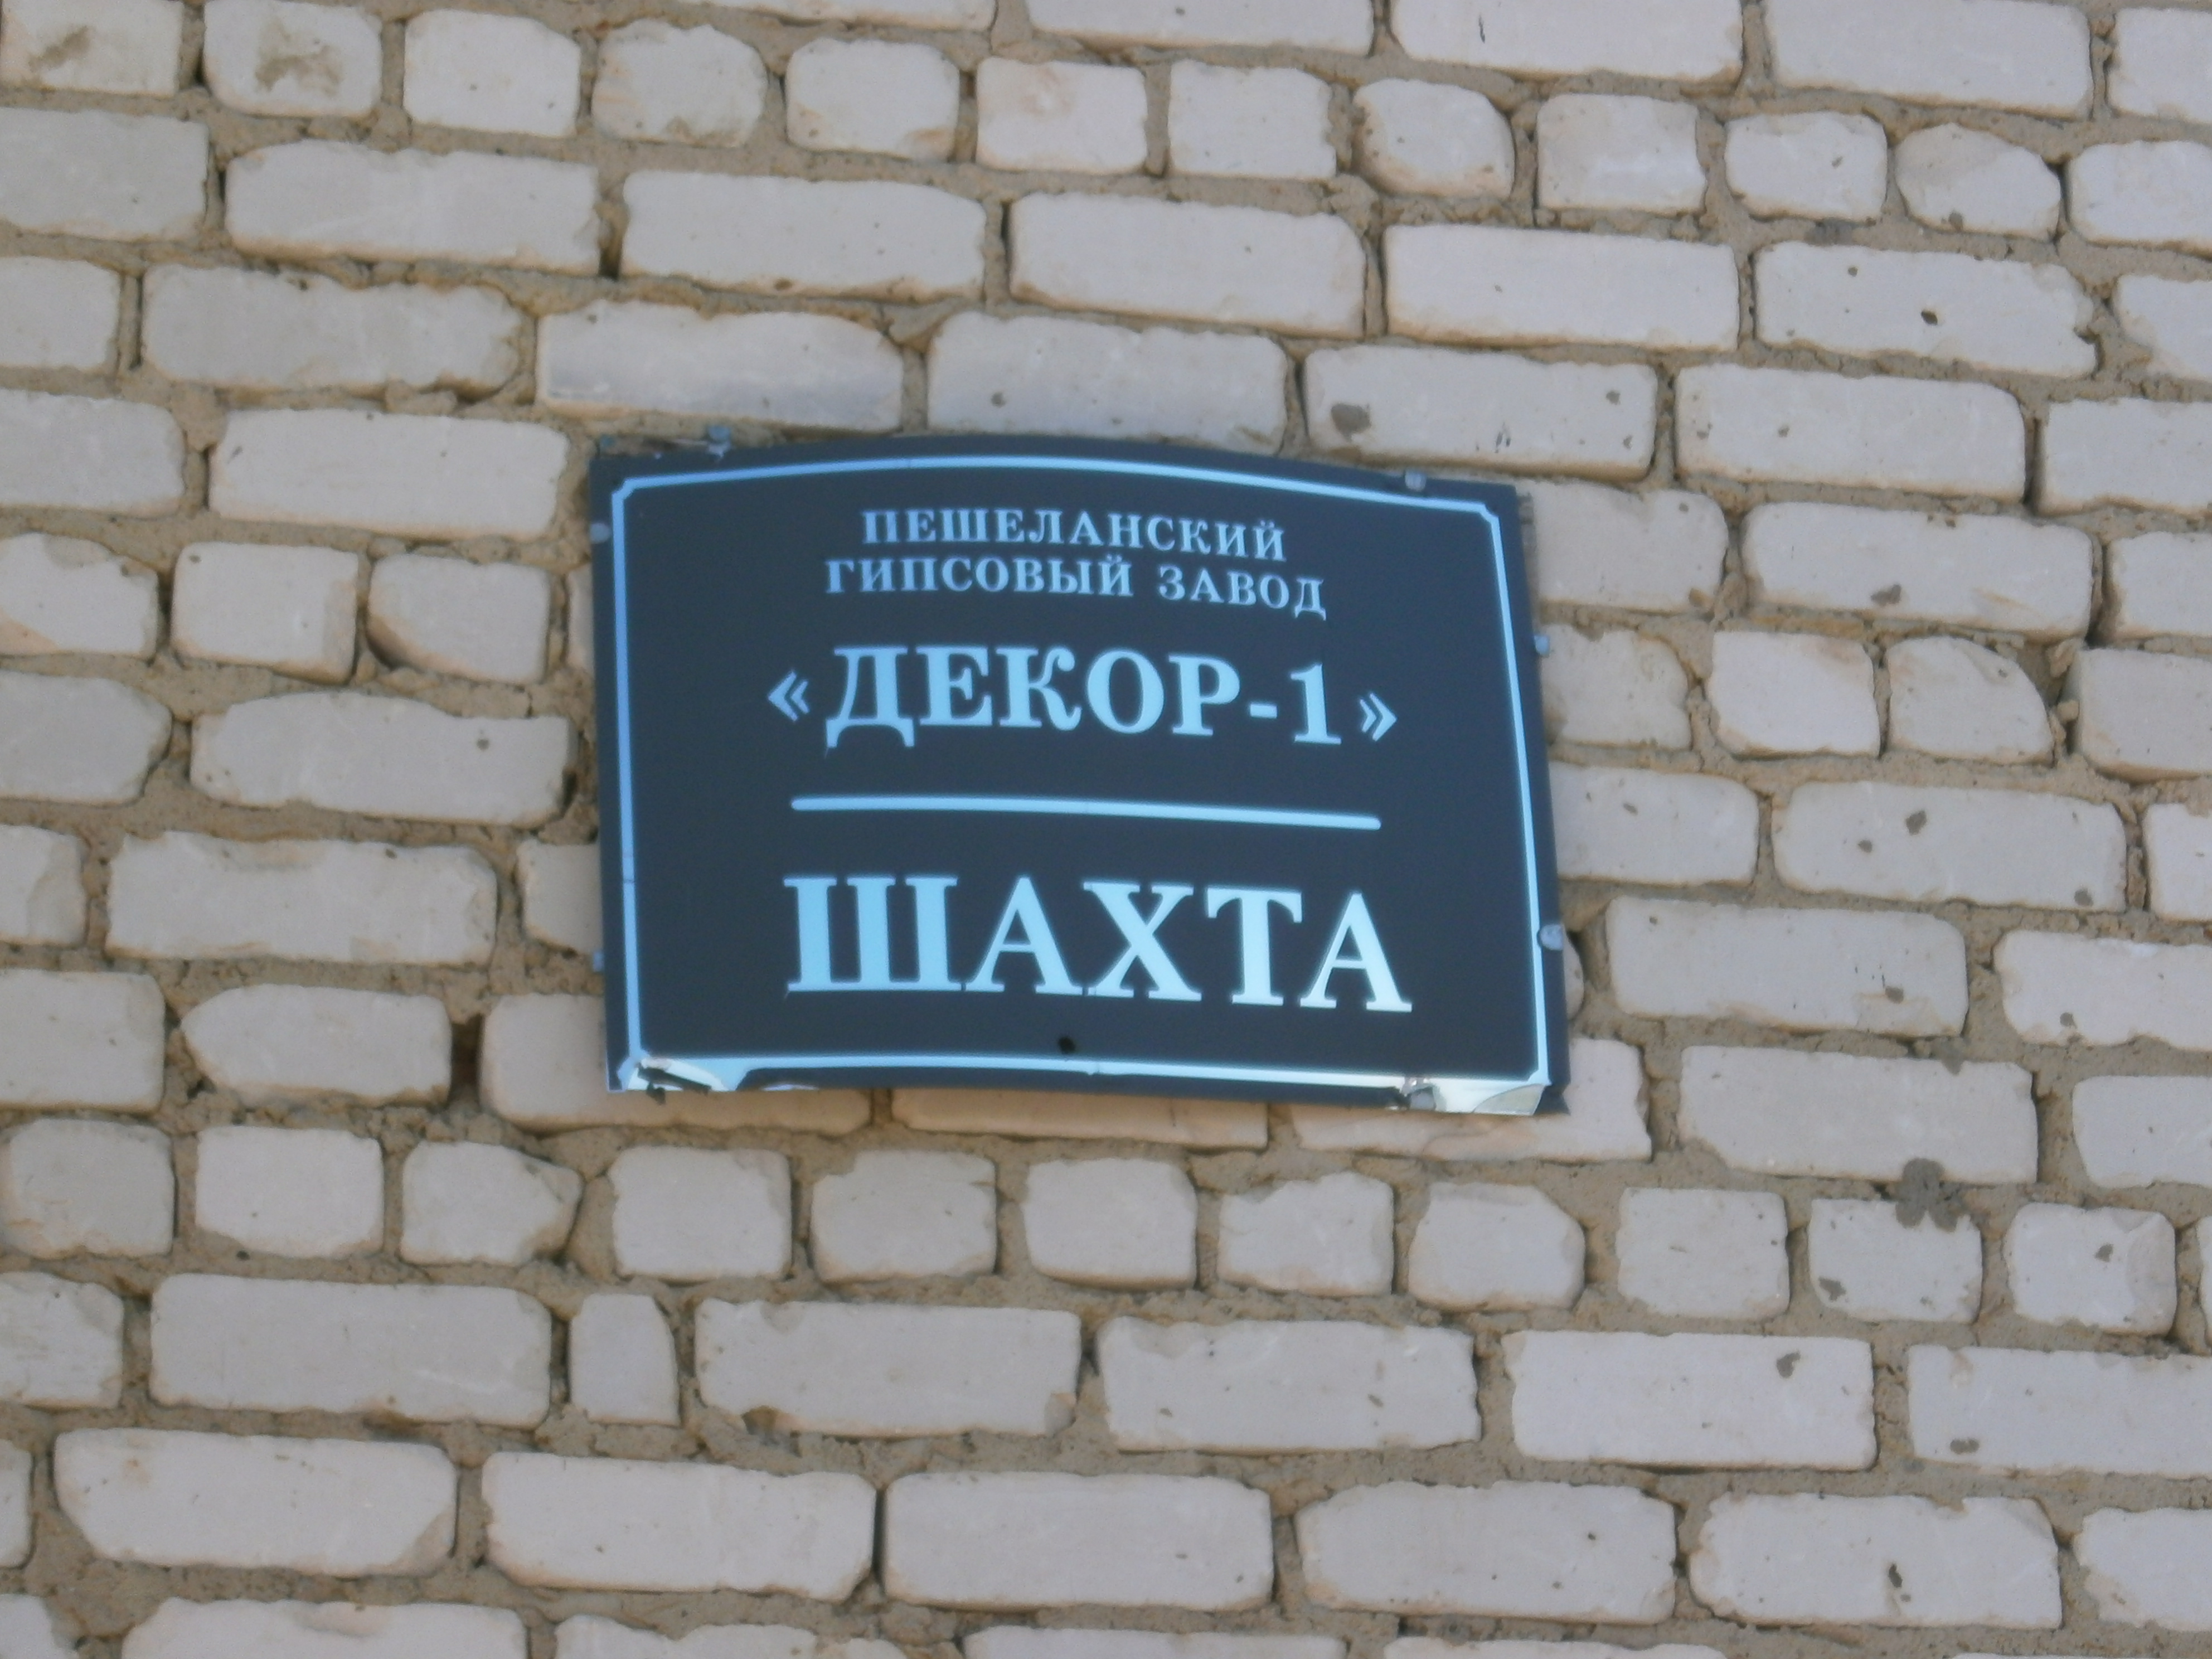 ПЕШЕЛАНСКИЙ
ГИПСОВЫЙ ЗАВОД
«ДЕКОР-1»
ШАХТА